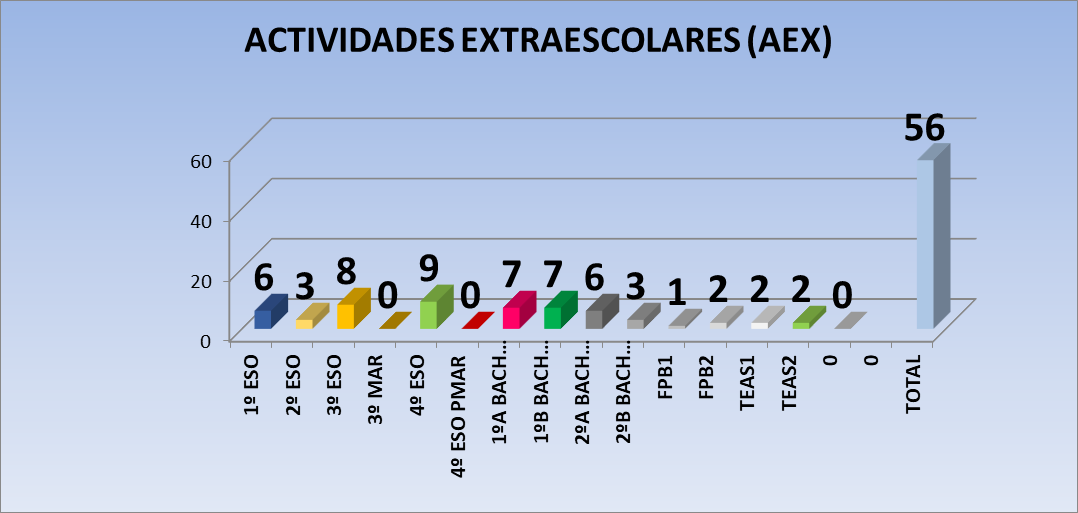 ACTIVIDADES EXTRAESCOLARES (AEX)
60
40
20
0
6
3
8
0
9
0
7
7
6
3
1
2
2
2
0
56
1º ESO
2º ESO
3º ESO
3º MAR
4º ESO
4º ESO PMAR
1ºA BACH…
1ºB BACH…
2ºA BACH…
2ºB BACH…
FPB1
FPB2
TEAS1
TEAS2
0
0
TOTAL